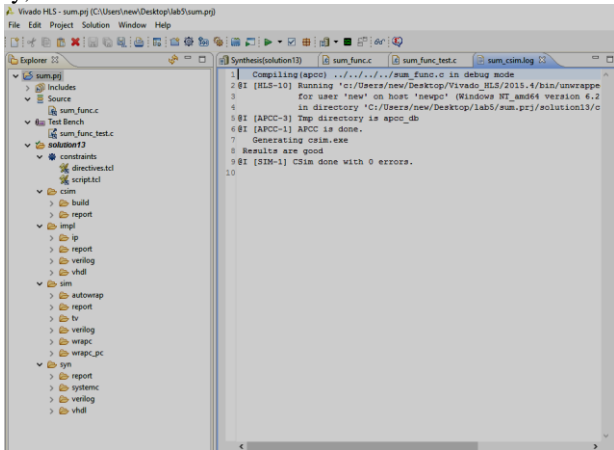 Vivado HLS - sum.prj (C:\Users\new\Desktop\lab5\sum.prj)
File Edit Project Solution Window Help
Explorer
Synthesis(solution13) sum_func.c sum_func_test.c sum_csim.log
sum.prj
Includes
Source
sum_func.c
Test Bench
sum_func_test.c
solution13
constraints
directives.tcl
script.tcl
csim
build
report
impl
ip
report
verilog
vhdl
sim
autowrap
report
tv
verilog
wrapc
wrapc_pc
syn
report
systemc
verilog
vhdl
1 Compiling(apcc) ../../../../sum_func.c in debug mode
2 @I [HLS-10] Running 'c:/Users/new/Desktop/Vivado_HLS/2015.4/bin/unwrappe
3 for user 'new' on host 'newpc' (Windows NT_amd64 version 6.2
4 in directory 'C:/Users/new/Desktop/lab5/sum.prj/solution13/c
5 @I [APCC-3] Tmp directory is apcc_db
6 @I [APCC-1] APCC is done.
7 Generating csim.exe
8 Results are good
9 @I [SIM-1] CSim done with 0 errors.
10